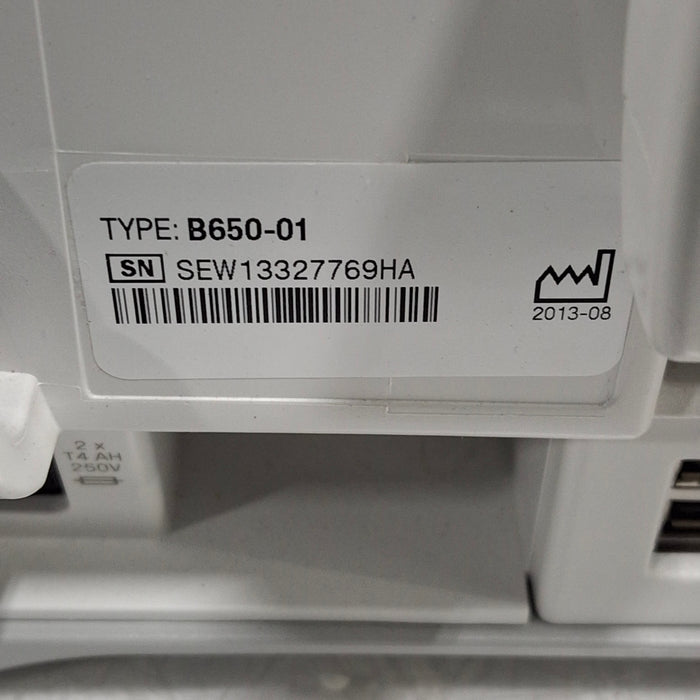 TYPE: B650-01
SN SEW13327769HA
2013-08
2 x
T4 AH
250V